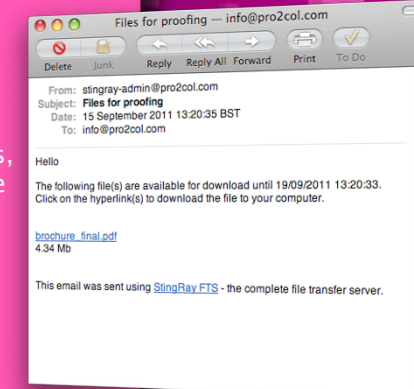 Files for proofing — info@pro2col.com
Delete Junk Reply Reply All Forward Print To Do
From: stingray-admin@pro2col.com
Subject: Files for proofing
Date: 15 September 2011 13:20:35 BST
To: info@pro2col.com
Hello
The following file(s) are available for download until 19/09/2011 13:20:33.
Click on the hyperlink(s) to download the file to your computer.
brochure_final.pdf
4.34 Mb
This email was sent using StingRay FTS - the complete file transfer server.